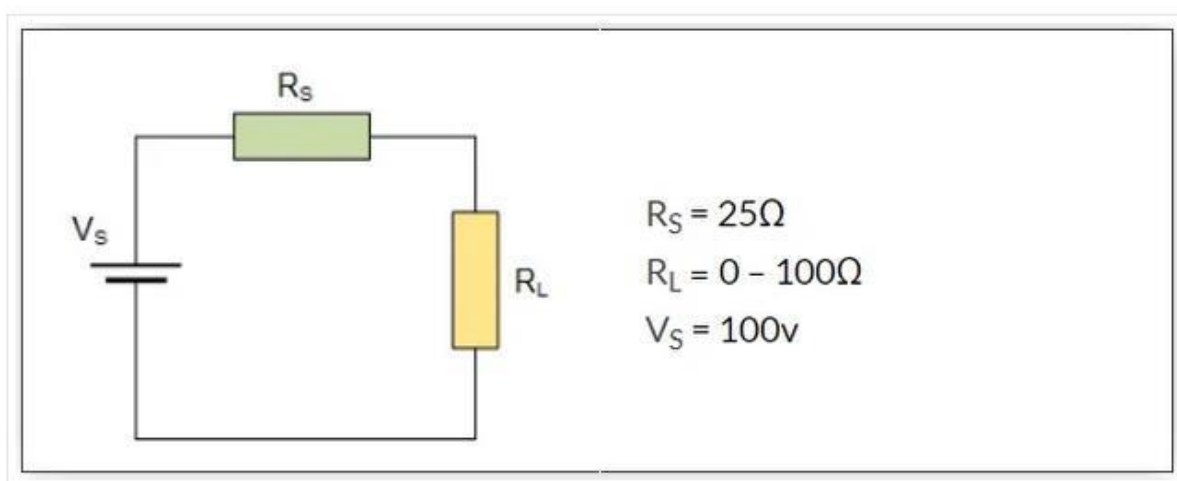 Rs
Vs
RL
RS = 25Ω
RL = 0 – 100Ω
VS = 100v